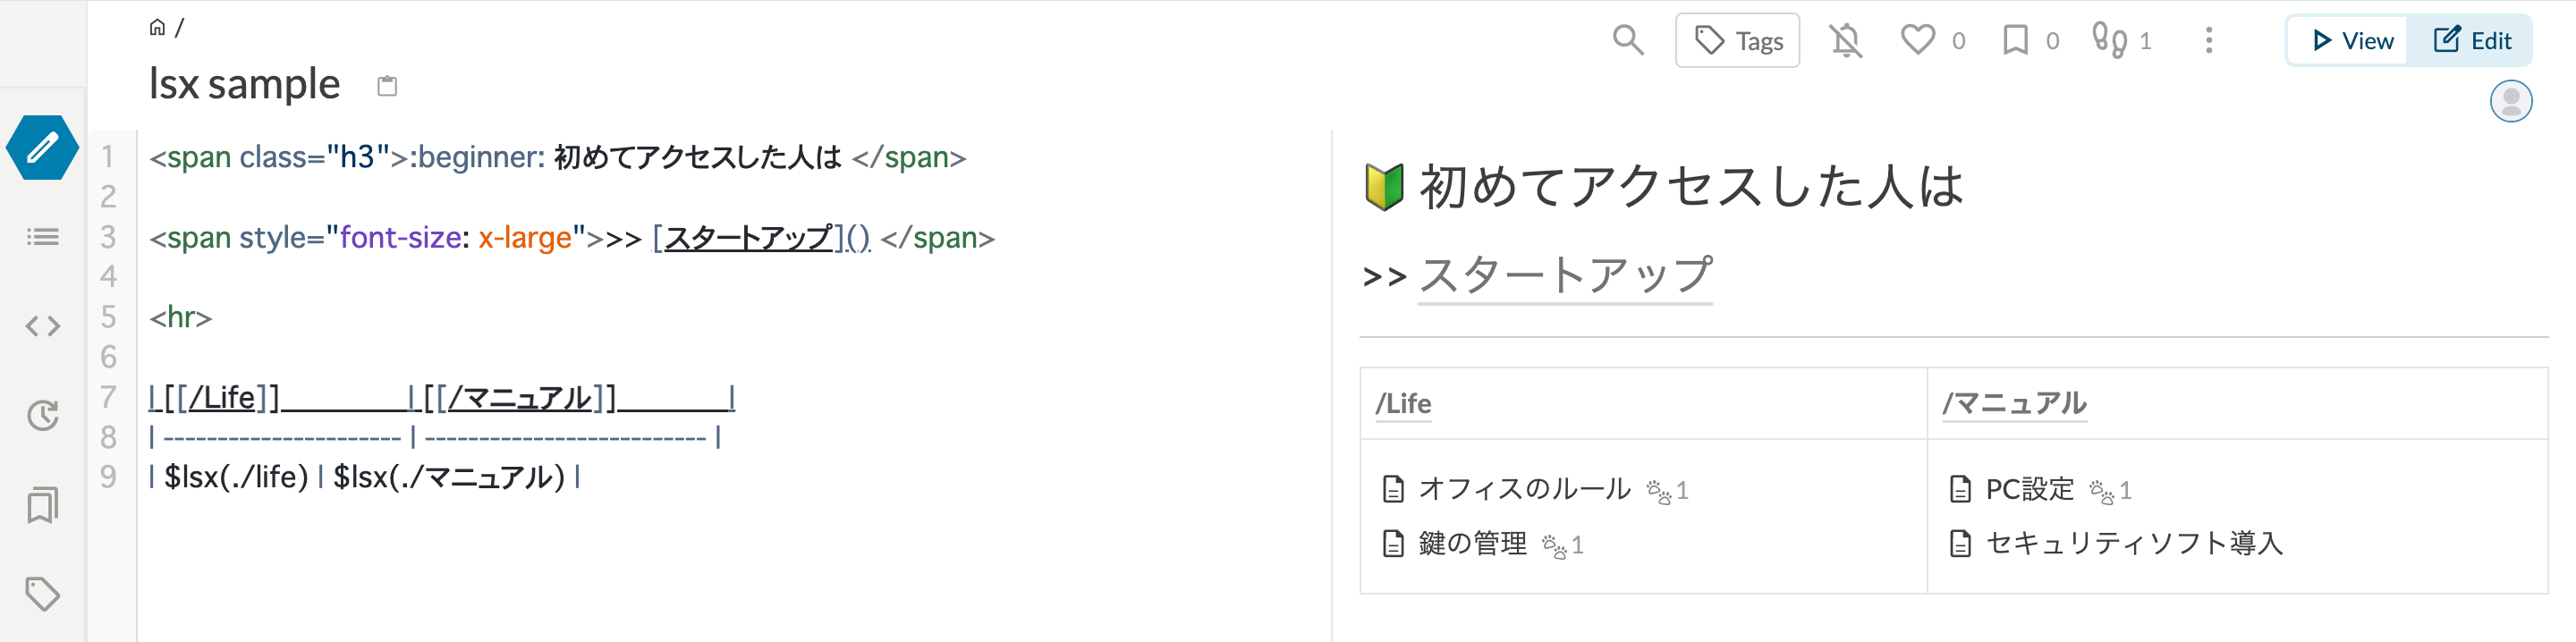 /
lsx sample
Tags
0
0
1
View
Edit
1 <span class="h3">:beginner: 初めてアクセスした人は </span>
2
3 <span style="font-size: x-large">>> [スタートアップ]() </span>
4
5 <hr>
6
7 | [[/Life]] | [[/マニュアル]] |
8 | ---------------------- | -------------------------- |
9 | $lsx(./life) | $lsx(./マニュアル) |
🔰 初めてアクセスした人は
>> スタートアップ
/Life
/マニュアル
オフィスのルール 1
鍵の管理 1
PC設定 1
セキュリティソフト導入